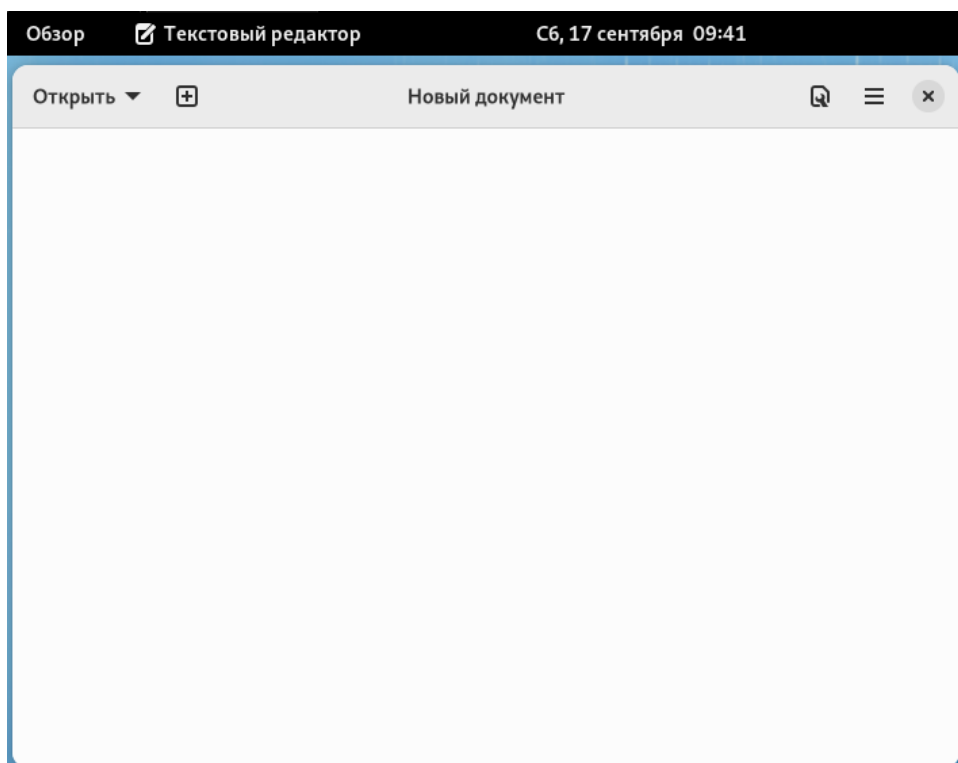 Обзор Текстовый редактор Сб, 17 сентября 09:41
Открыть Новый документ